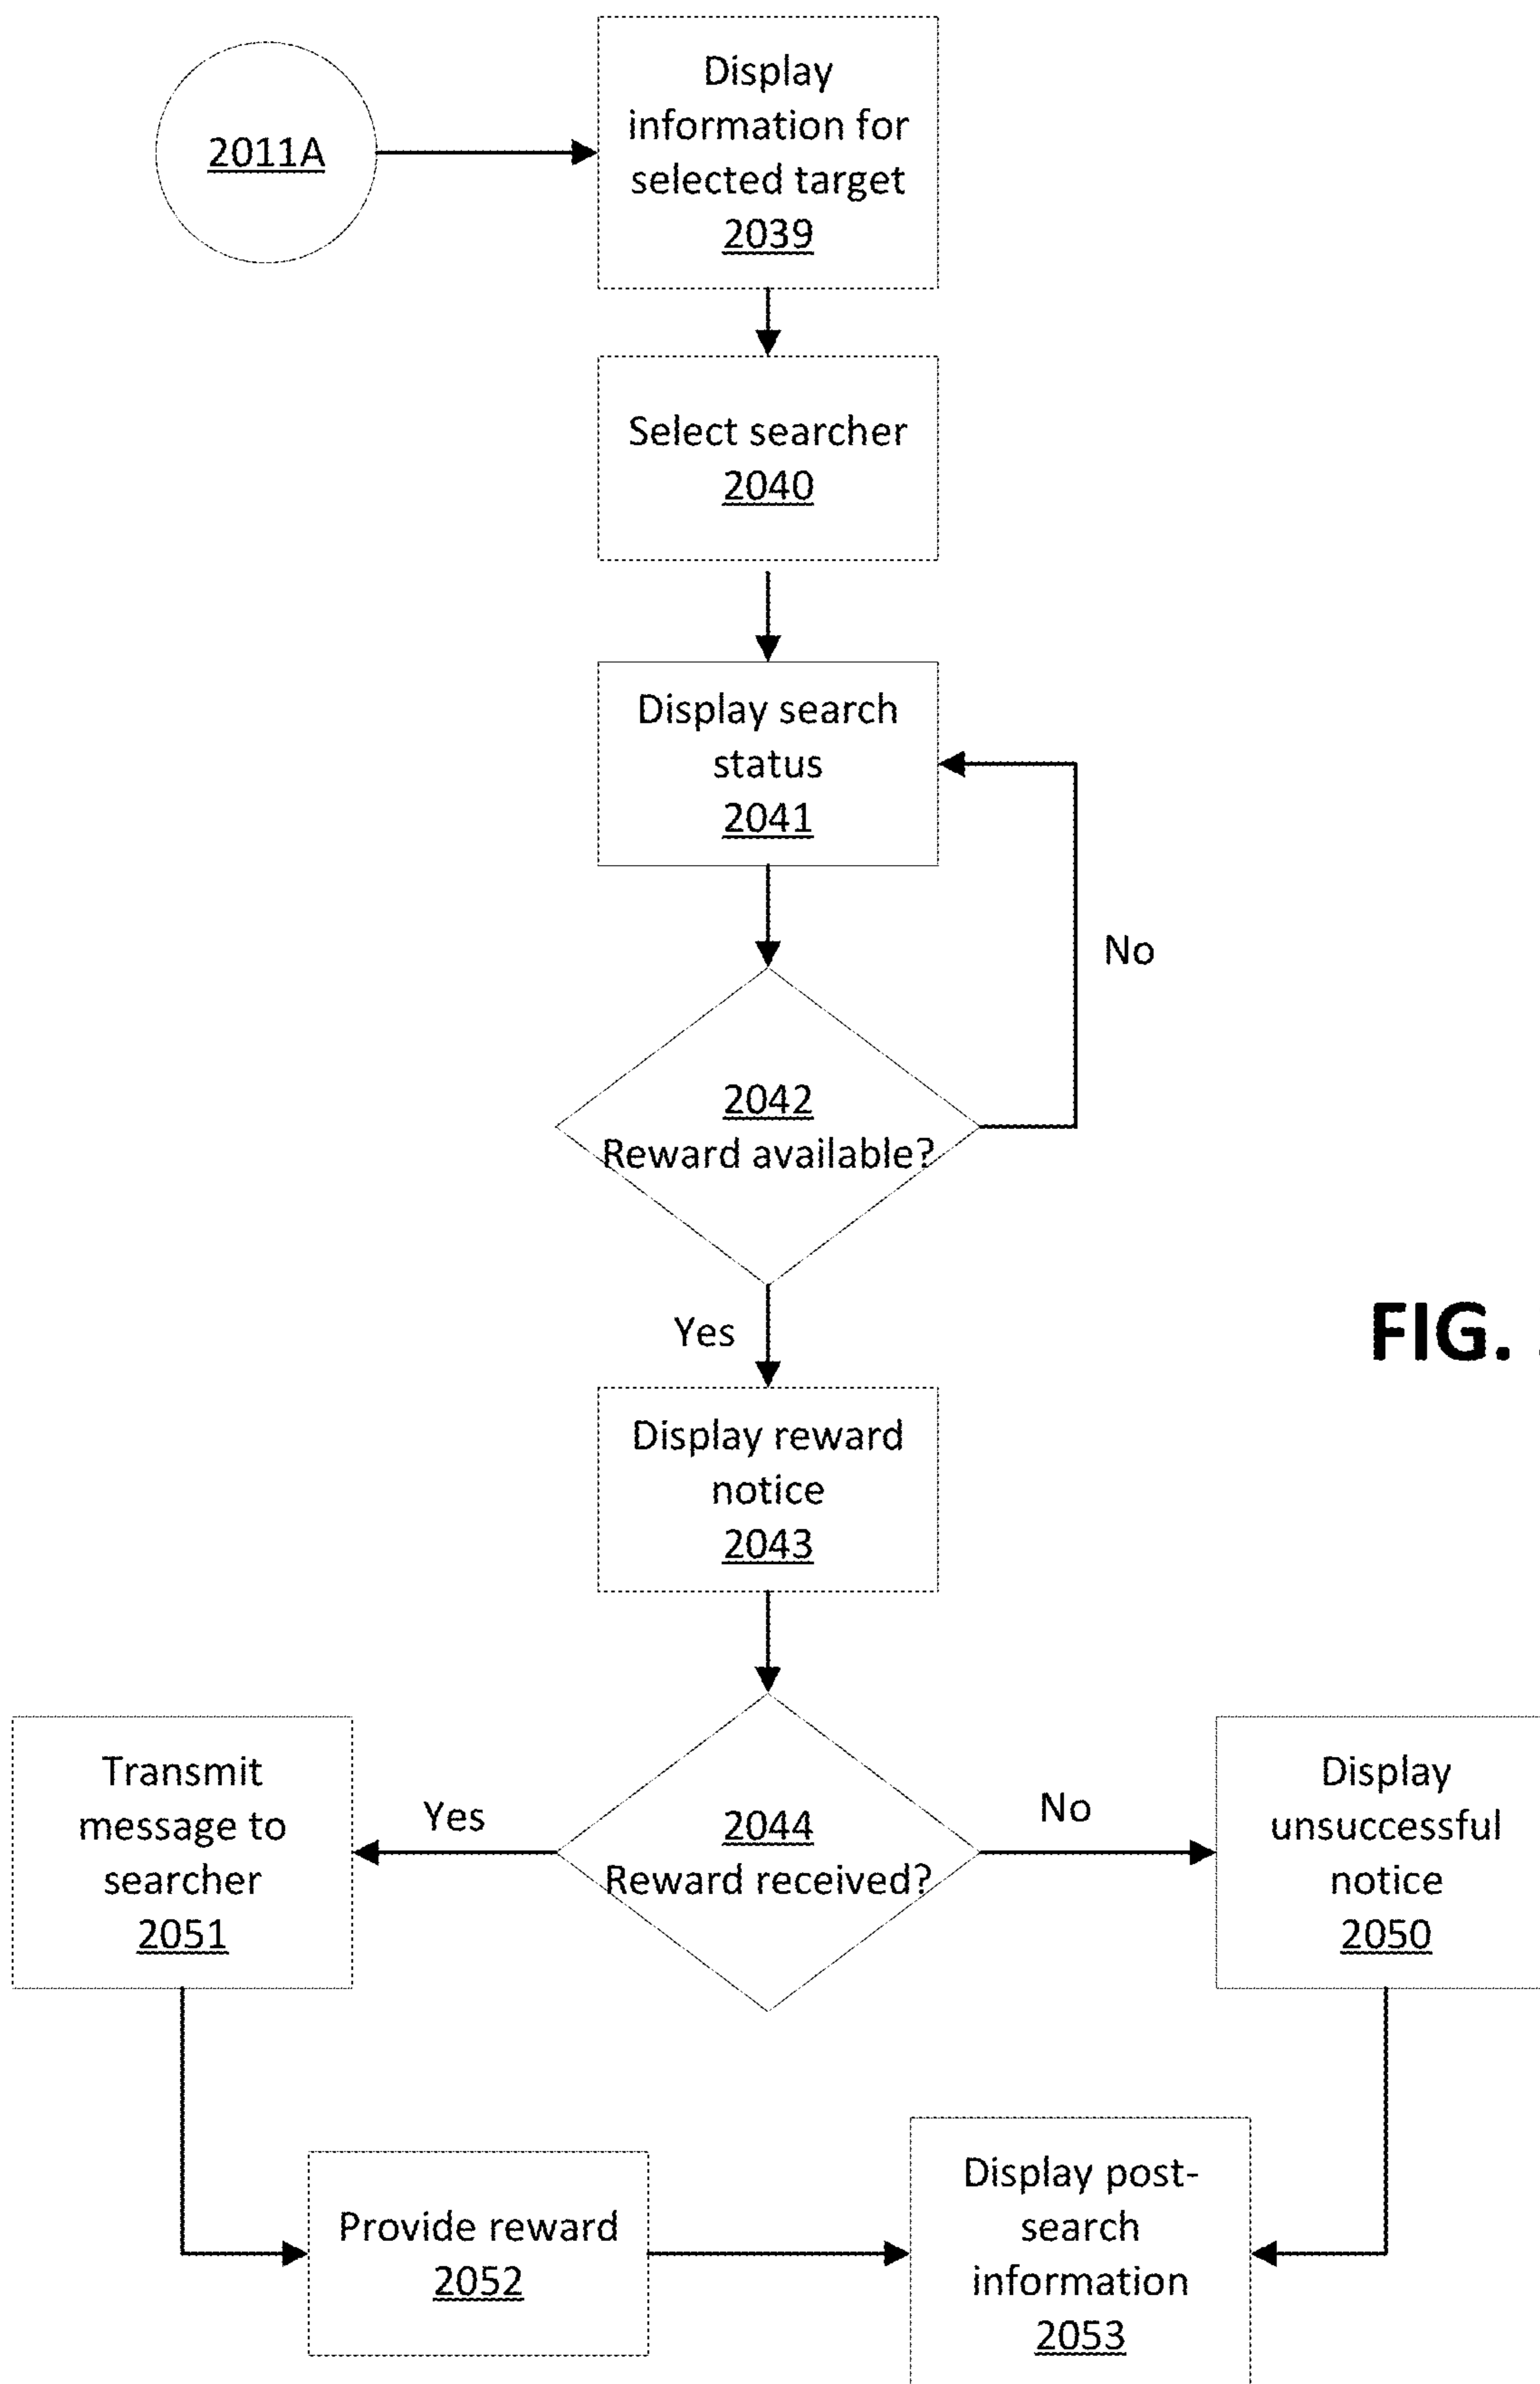 2011A
Display
information for
selected target
2039
Select searcher
2040
Display search
status
2041
No
2042
Reward available?
Yes
FIG.
Display reward
notice
2043
Transmit
message to
searcher
2051
Yes
2044
Reward received?
No
Display
unsuccessful
notice
2050
Provide reward
2052
Display post-
search
information
2053